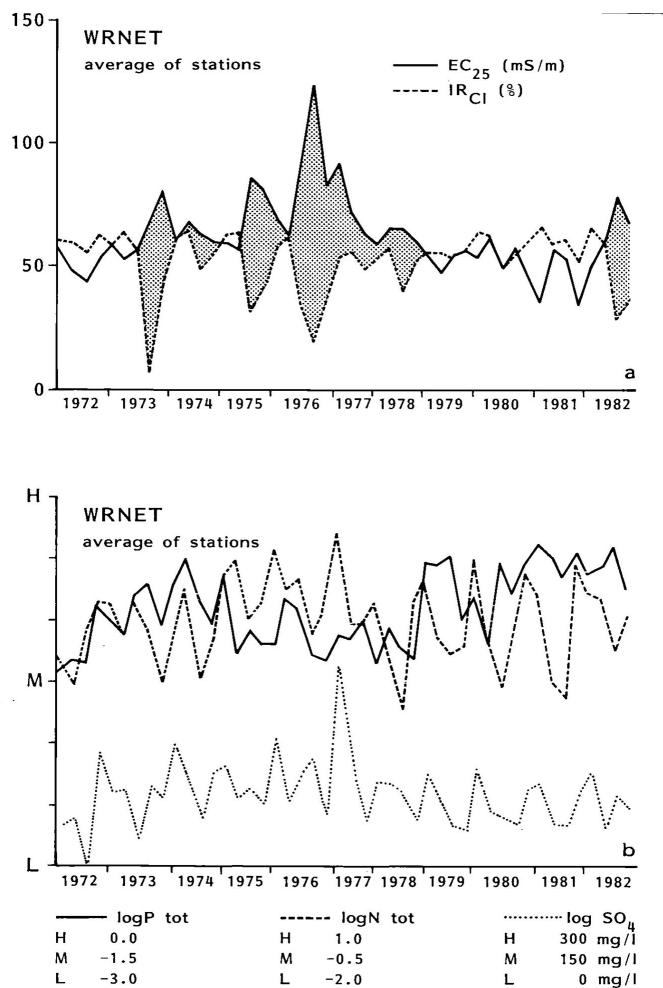 150
WRNET
average of stations
EC25 (mS/m)
IRCl (%)
100
50
0
a
1972 1973 1974 1975 1976 1977 1978 1979 1980 1981 1982
H
WRNET
average of stations
M
L
b
1972 1973 1974 1975 1976 1977 1978 1979 1980 1981 1982
logP tot logN tot log SO4
H 0.0 H 1.0 H 300 mg/l
M -1.5 M -0.5 M 150 mg/l
L -3.0 L -2.0 L 0 mg/l